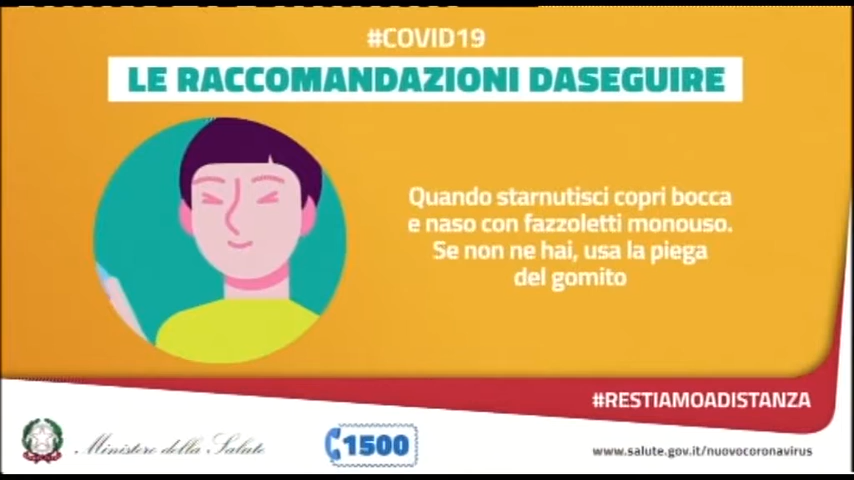 #COVID19
LE RACCOMANDAZIONI DASEGUIRE
Quando starnutisci copri bocca
e naso con fazzoletti monouso.
Se non ne hai, usa la piega
del gomito
#RESTIAMOADISTANZA
Ministero della Salute
1500
www.salute.gov.it/nuovocoronavirus